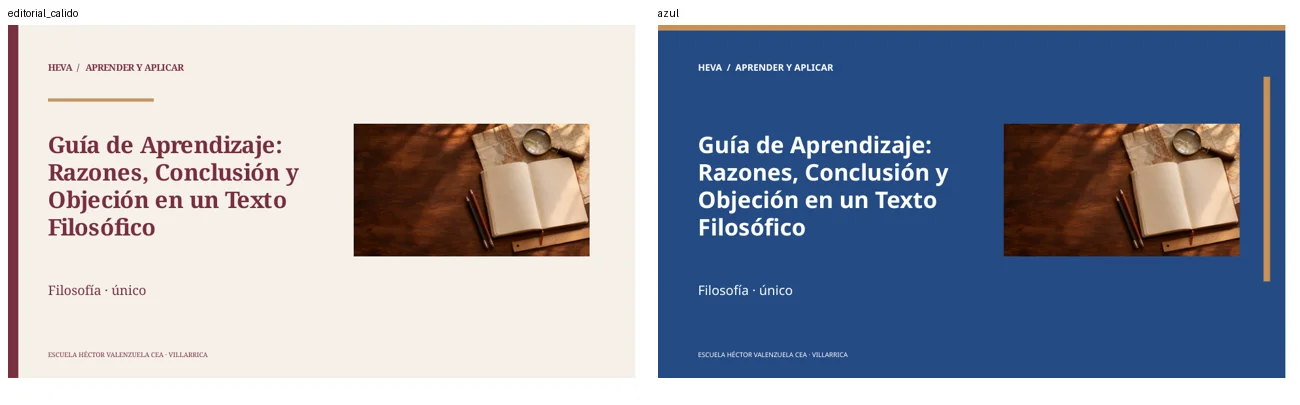 editorial_calido
HEVA / APRENDER Y APLICAR
Guía de Aprendizaje:
Razones, Conclusión y
Objeción en un Texto
Filosófico
Filosofía · único
ESCUELA HÉCTOR VALENZUELA CEA · VILLARRICA
azul
HEVA / APRENDER Y APLICAR
Guía de Aprendizaje:
Razones, Conclusión y
Objeción en un Texto
Filosófico
Filosofía · único
ESCUELA HÉCTOR VALENZUELA CEA · VILLARRICA